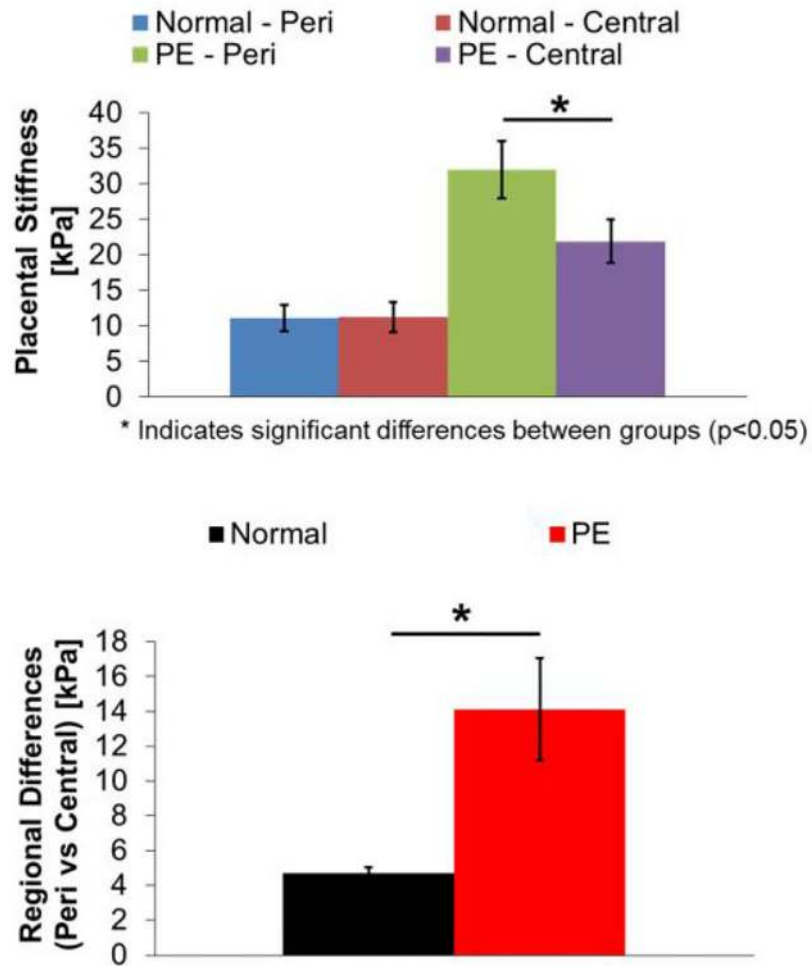 Normal - Peri
Normal - Central
PE - Peri
PE - Central
*
Placental Stiffness
[kPa]
40
35
30
25
20
15
10
5
0
* Indicates significant differences between groups (p<0.05)
Normal
PE
*
Regional Differences
(Peri vs Central) [kPa]
18
16
14
12
10
8
6
4
2
0